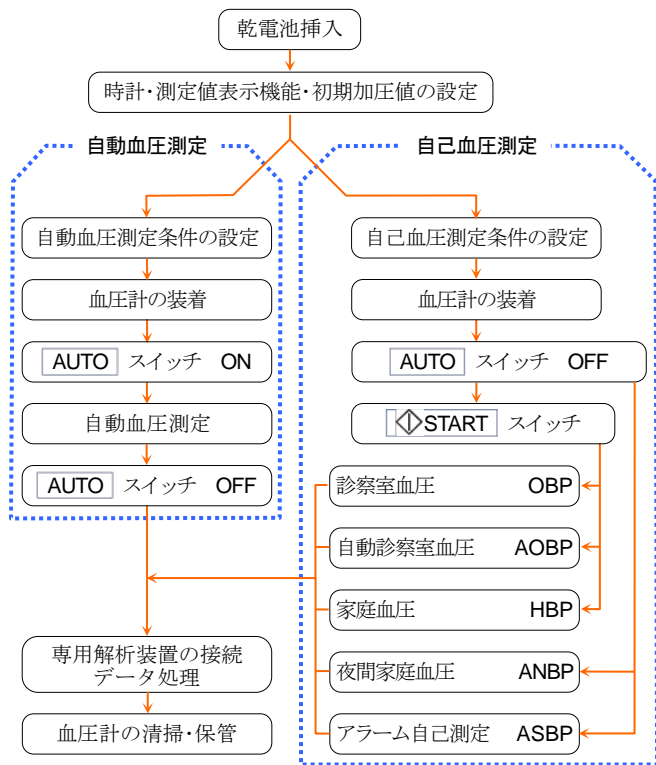 乾電池挿入
時計・測定値表示機能・初期加圧値の設定
自動血圧測定
自動血圧測定条件の設定
血圧計の装着
AUTO スイッチ ON
自動血圧測定
AUTO スイッチ OFF
自己血圧測定
自己血圧測定条件の設定
血圧計の装着
AUTO スイッチ OFF
START スイッチ
診察室血圧 OBP
自動診察室血圧 AOBP
家庭血圧 HBP
夜間家庭血圧 ANBP
アラーム自己測定 ASBP
専用解析装置の接続
データ処理
血圧計の清掃・保管